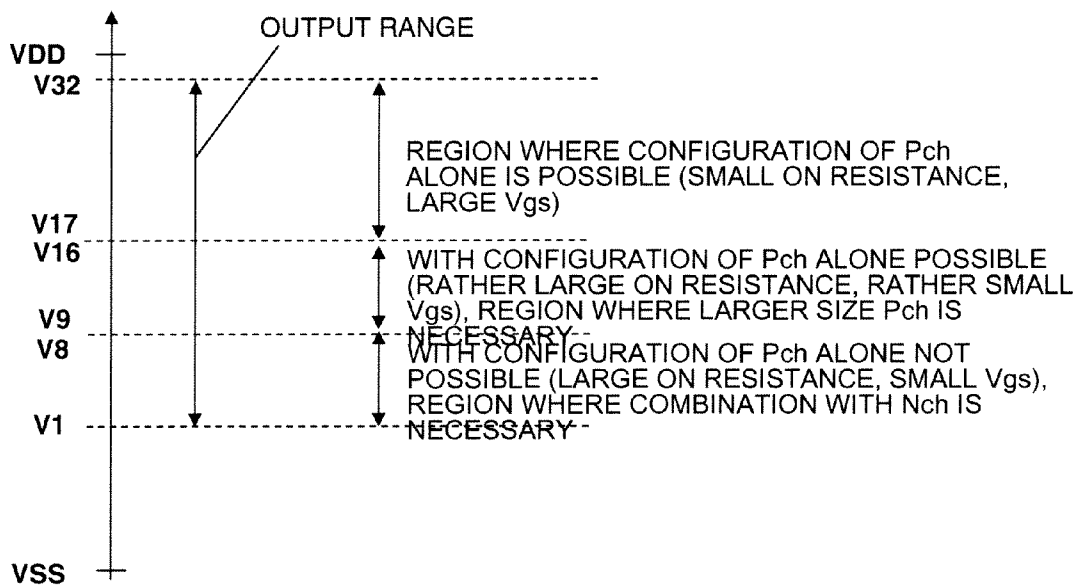 OUTPUT RANGE
VDD
V32
REGION WHERE CONFIGURATION OF Pch
ALONE IS POSSIBLE (SMALL ON RESISTANCE,
LARGE Vgs)
V17
V16
WITH CONFIGURATION OF Pch ALONE POSSIBLE
(RATHER LARGE ON RESISTANCE, RATHER SMALL
Vgs), REGION WHERE LARGER SIZE Pch IS
NECESSARY
V9
V8
WITH CONFIGURATION OF Pch ALONE NOT
POSSIBLE (LARGE ON RESISTANCE, SMALL Vgs),
REGION WHERE COMBINATION WITH Nch IS
NECESSARY
V1
VSS